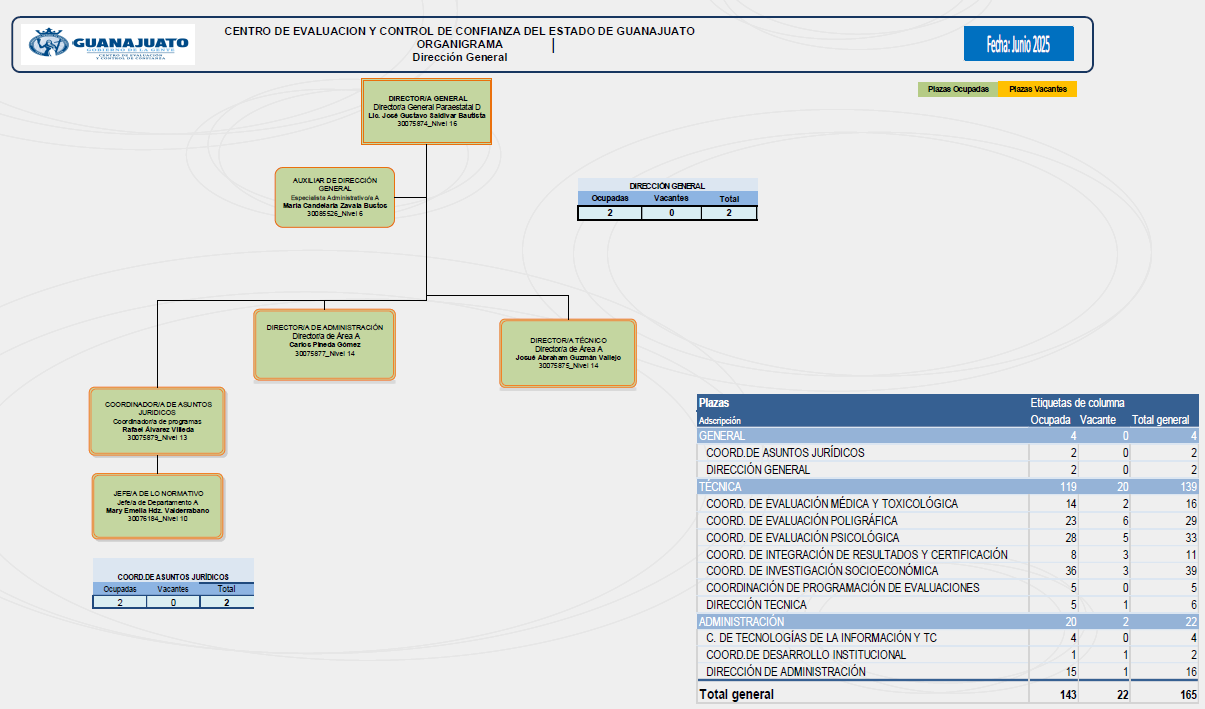 GUANAJUATO
GOBIERNO DE LA GENTE
CENTRO DE EVALUACIÓN
Y CONTROL DE CONFIANZA
CENTRO DE EVALUACION Y CONTROL DE CONFIANZA DEL ESTADO DE GUANAJUATO
ORGANIGRAMA
Dirección General
Fecha: Junio 2025
Plazas Ocupadas Plazas Vacantes
DIRECTOR/A GENERAL
Director/a General Paraestatal D
Lic. José Gustavo Saldívar Bautista
30075874_Nivel 16
AUXILIAR DE DIRECCIÓN
GENERAL
Especialista Administrativo/a A
María Candelaria Zavala Bustos
30085526_Nivel 6
DIRECCIÓN GENERAL
Ocupadas Vacantes Total
2 0 2
DIRECTOR/A DE ADMINISTRACIÓN
Director/a de Área A
Carlos Pineda Gómez
30075877_Nivel 14
DIRECTOR/A TÉCNICO
Director/a de Área A
Josué Abraham Guzmán Vallejo
30075875_Nivel 14
COORDINADOR/A DE ASUNTOS
JURIDICOS
Coordinador/a de programas
Rafael Álvarez Villeda
30075879_Nivel 13
JEFE/A DE LO NORMATIVO
Jefe/a de Departamento A
Mary Emelia Hdz. Valderrabano
30076184_Nivel 10
COORD.DE ASUNTOS JURÍDICOS
Ocupadas Vacantes Total
2 0 2
Plazas Etiquetas de columna
Adscripción Ocupada Vacante Total general
GENERAL 4 0 4
COORD.DE ASUNTOS JURÍDICOS 2 0 2
DIRECCIÓN GENERAL 2 0 2
TÉCNICA 119 20 139
COORD. DE EVALUACIÓN MÉDICA Y TOXICOLÓGICA 14 2 16
COORD. DE EVALUACIÓN POLIGRÁFICA 23 6 29
COORD. DE EVALUACIÓN PSICOLÓGICA 28 5 33
COORD. DE INTEGRACIÓN DE RESULTADOS Y CERTIFICACIÓN 8 3 11
COORD. DE INVESTIGACIÓN SOCIOECONÓMICA 36 3 39
COORDINACIÓN DE PROGRAMACIÓN DE EVALUACIONES 5 0 5
DIRECCIÓN TECNICA 5 1 6
ADMINISTRACIÓN 20 2 22
C. DE TECNOLOGÍAS DE LA INFORMACIÓN Y TC 4 0 4
COORD.DE DESARROLLO INSTITUCIONAL 1 1 2
DIRECCIÓN DE ADMINISTRACIÓN 15 1 16
Total general 143 22 165